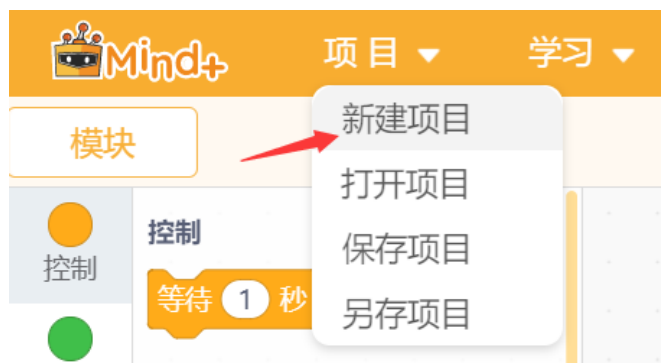 Mind+ 项目 学习
新建项目
模块
打开项目
控制
保存项目
控制
等待 1 秒
另存项目